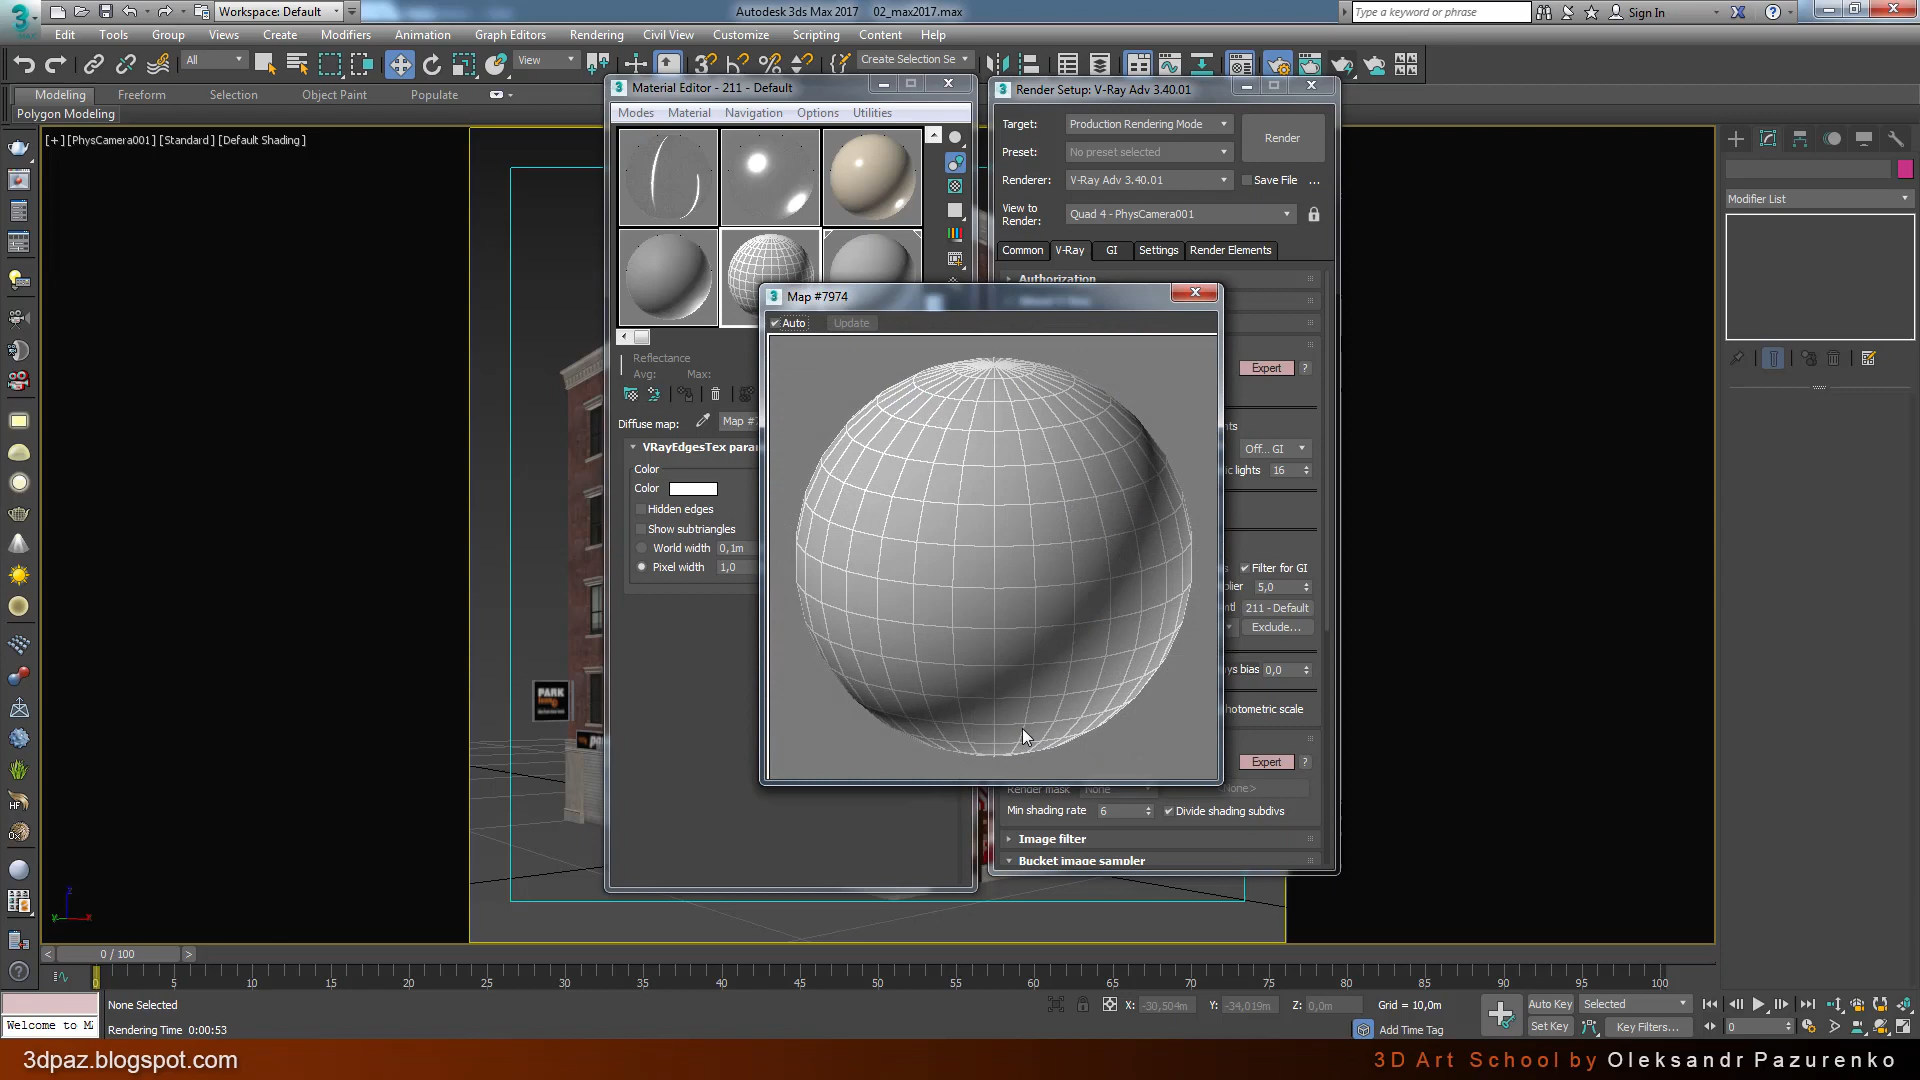 Workspace: Default
Autodesk 3ds Max 2017 02_max2017.max
Type a keyword or phrase
Sign In
Edit Tools Group Views Create Modifiers Animation Graph Editors Rendering Civil View Customize Scripting Content Help
All
View
Create Selection Se
Modeling Freeform Selection Object Paint Populate
Polygon Modeling
[+] [PhysCamera001] [Standard] [Default Shading]
Material Editor - 211 - Default
Modes Material Navigation Options Utilities
Reflectance
Avg: Max:
Diffuse map: Map #
VRayEdgesTex para
Color
Color
Hidden edges
Show subtriangles
World width 0,1m
Pixel width 1,0
Map #7974
Auto Update
Render Setup: V-Ray Adv 3.40.01
Target: Production Rendering Mode
Render
Preset: No preset selected
Renderer: V-Ray Adv 3.40.01 Save File ...
View to Render: Quad 4 - PhysCamera001
Common V-Ray GI Settings Render Elements
Authorization
Expert ?
Off... GI
ic lights 16
Filter for GI
lier 5,0
ntl 211 - Default
Exclude...
ys bias 0,0
hotometric scale
Expert ?
Render mask None <None>
Min shading rate 6 Divide shading subdivs
Image filter
Bucket image sampler
Modifier List
PARK
z
y x
0 / 100
0 5 10 15 20 25 30 35 40 45 50 55 60 65 70 75 80 85 90 95 100
None Selected
X: -30,504m Y: -34,019m Z: 0,0m Grid = 10,0m
Auto Key Selected
Welcome to M
Rendering Time 0:00:53
Add Time Tag
Set Key Key Filters...
0
3dpaz.blogspot.com
3D Art School by Oleksandr Pazurenko